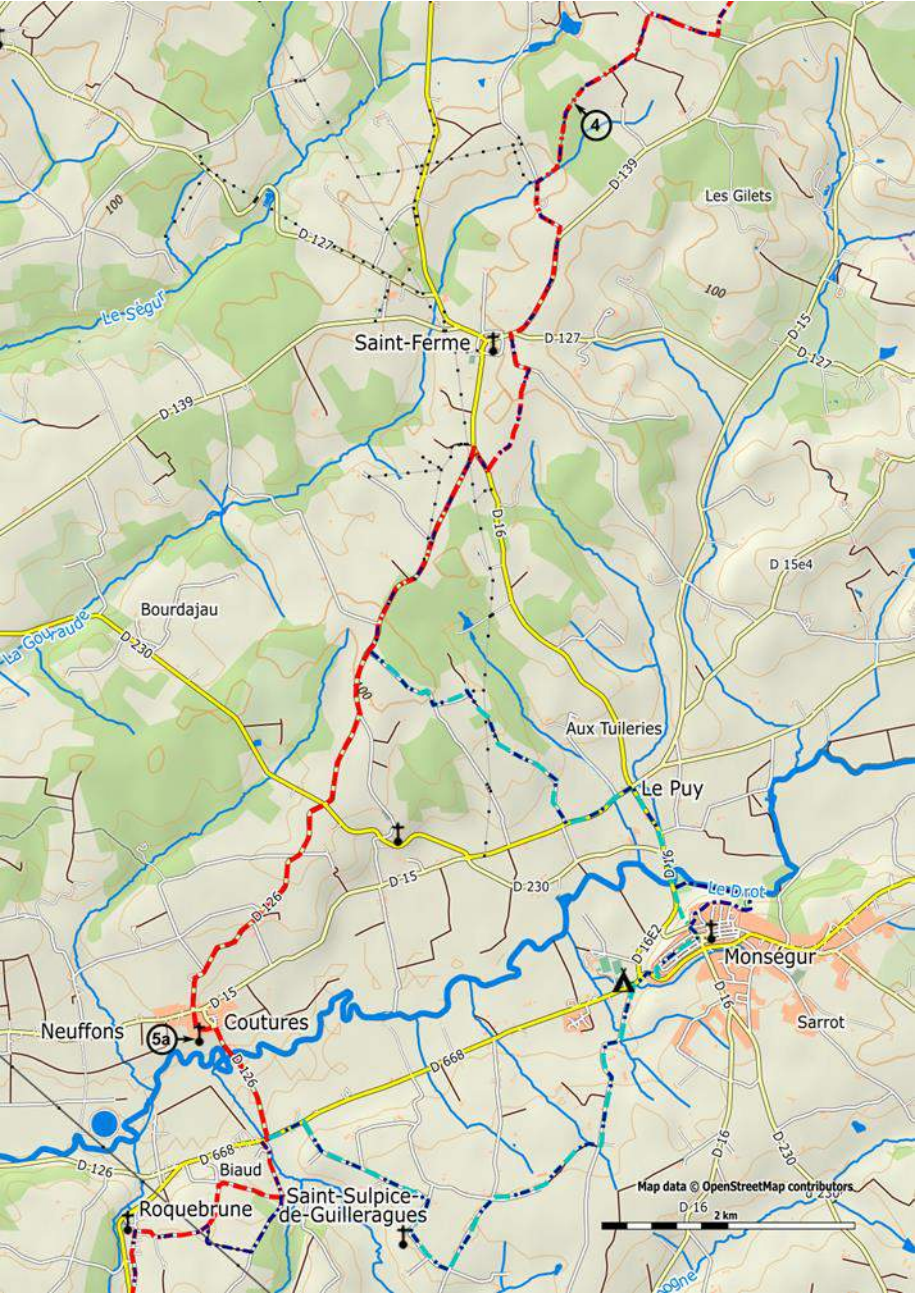 4
D-139
Les Gilets
100
D-127
100
Le Ségur
D-15
Saint-Ferme
D-127
D-127
D-139
D-16
D 15e4
Bourdajau
La Gouraude
D-230
100
Aux Tuileries
Le Puy
D-16
D-15
D-230
Le Drot
D-126
D-16E2
Monségur
D-15
Neuffons
5a
Coutures
D-16
Sarrot
D-126
D-668
D-16
D-230
D-668
D-126
Biaud
Map data © OpenStreetMap contributors
Roquebrune
Saint-Sulpice-
de-Guilleragues
D-16
2 km